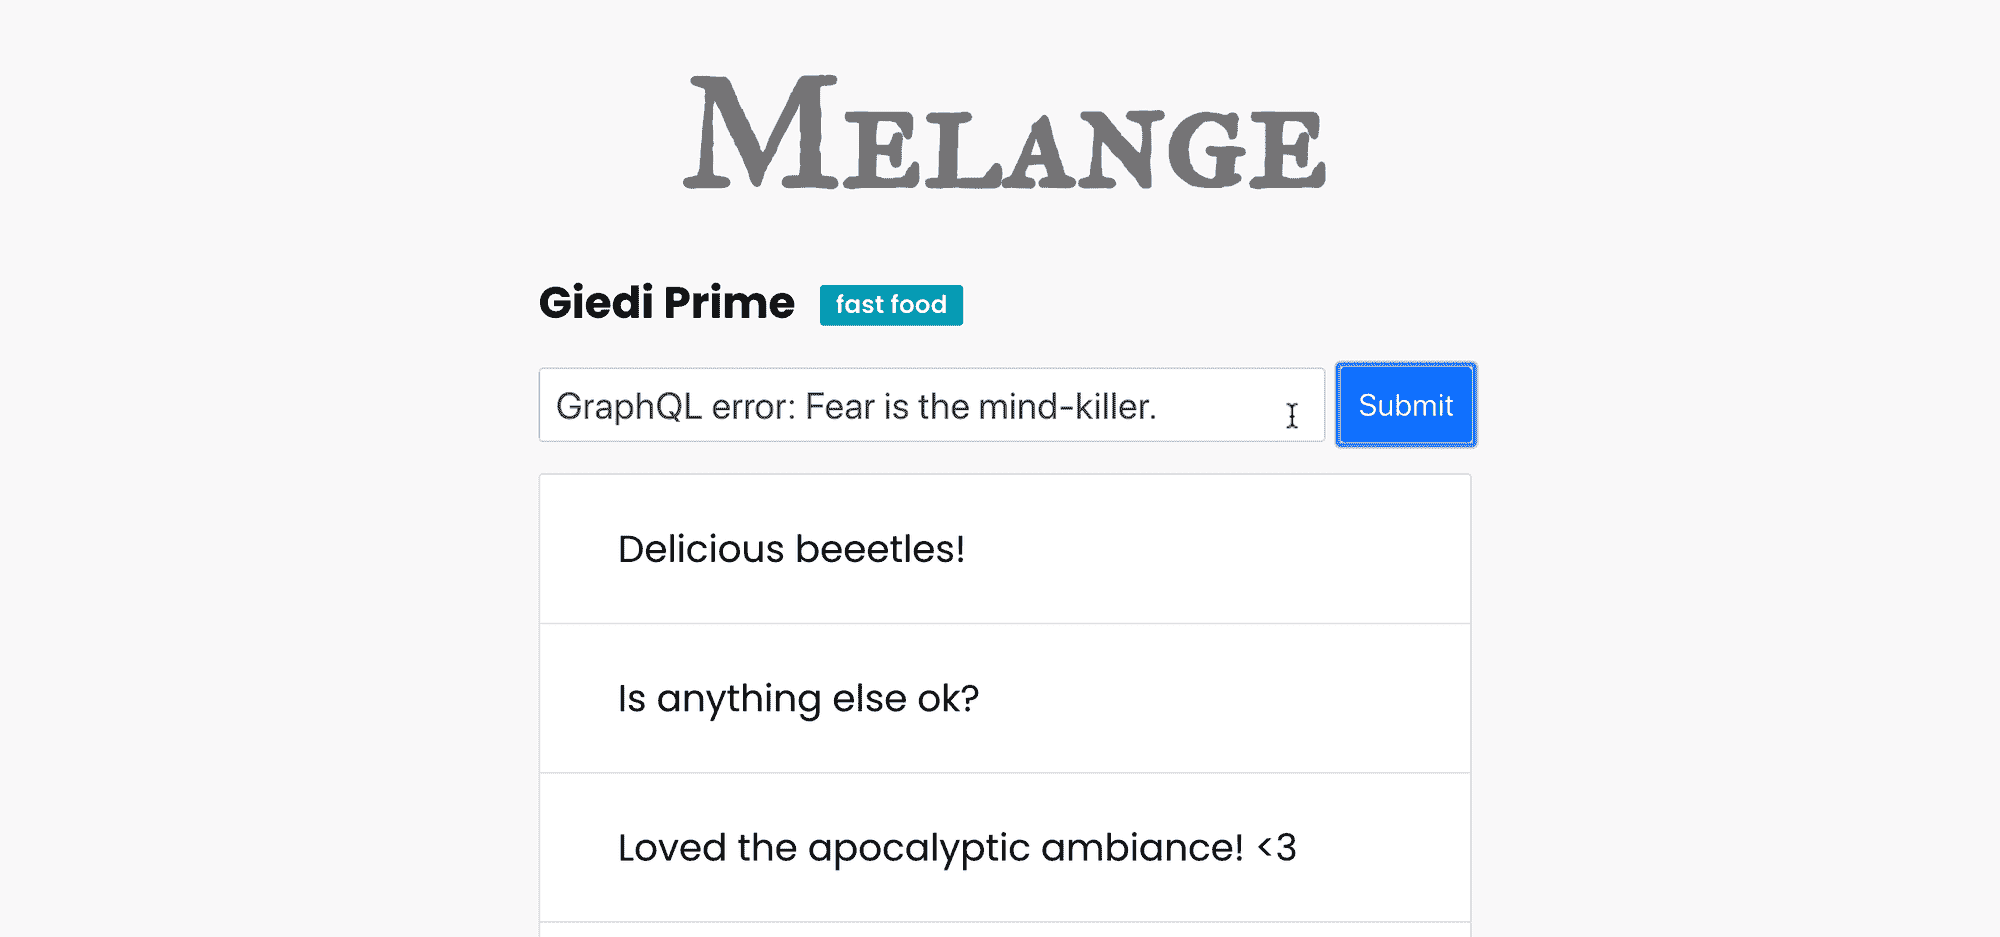 Melange
Giedi Prime fast food
GraphQL error: Fear is the mind-killer. Submit
Delicious beeetles!
Is anything else ok?
Loved the apocalyptic ambiance! <3